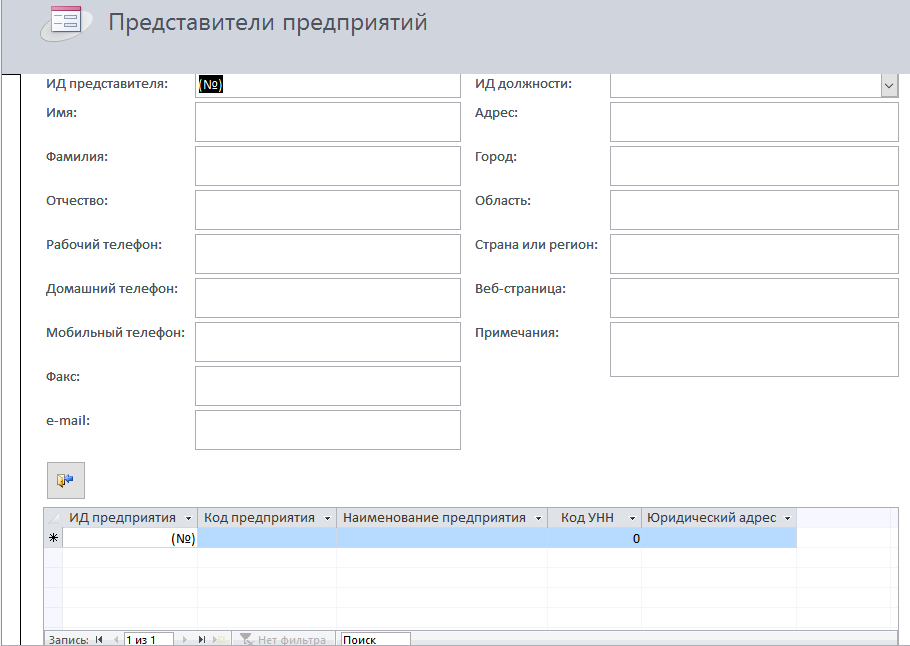 Представители предприятий
ИД представителя: (№) ИД должности:
Имя: Адрес:
Фамилия: Город:
Отчество: Область:
Рабочий телефон: Страна или регион:
Домашний телефон: Веб-страница:
Мобильный телефон: Примечания:
Факс:
e-mail:
ИД предприятия Код предприятия Наименование предприятия Код УНН Юридический адрес
(№) 0
Запись: 1 из 1 Нет фильтра Поиск